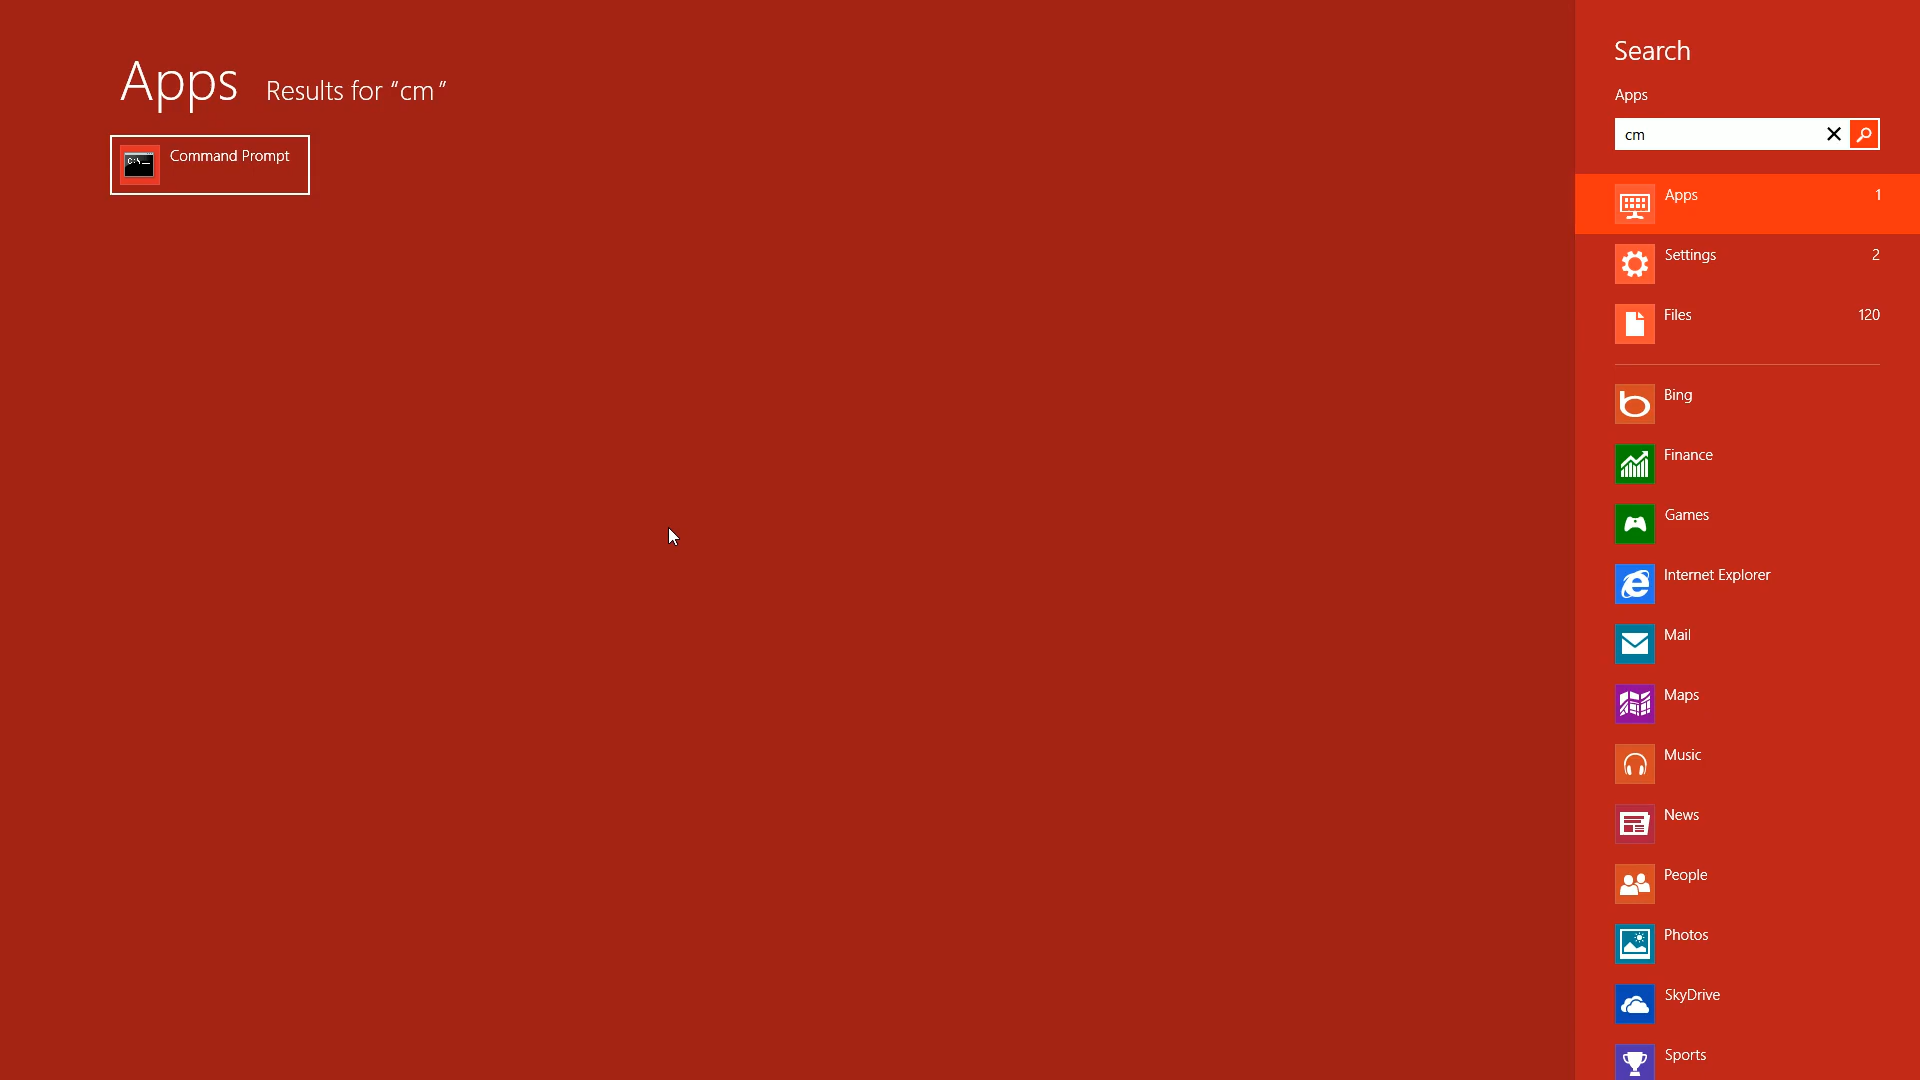 Apps Results for “cm”
C:\_
Command Prompt
Search
Apps
cm
Apps 1
Settings 2
Files 120
Bing
Finance
Games
Internet Explorer
Mail
Maps
Music
News
People
Photos
SkyDrive
Sports